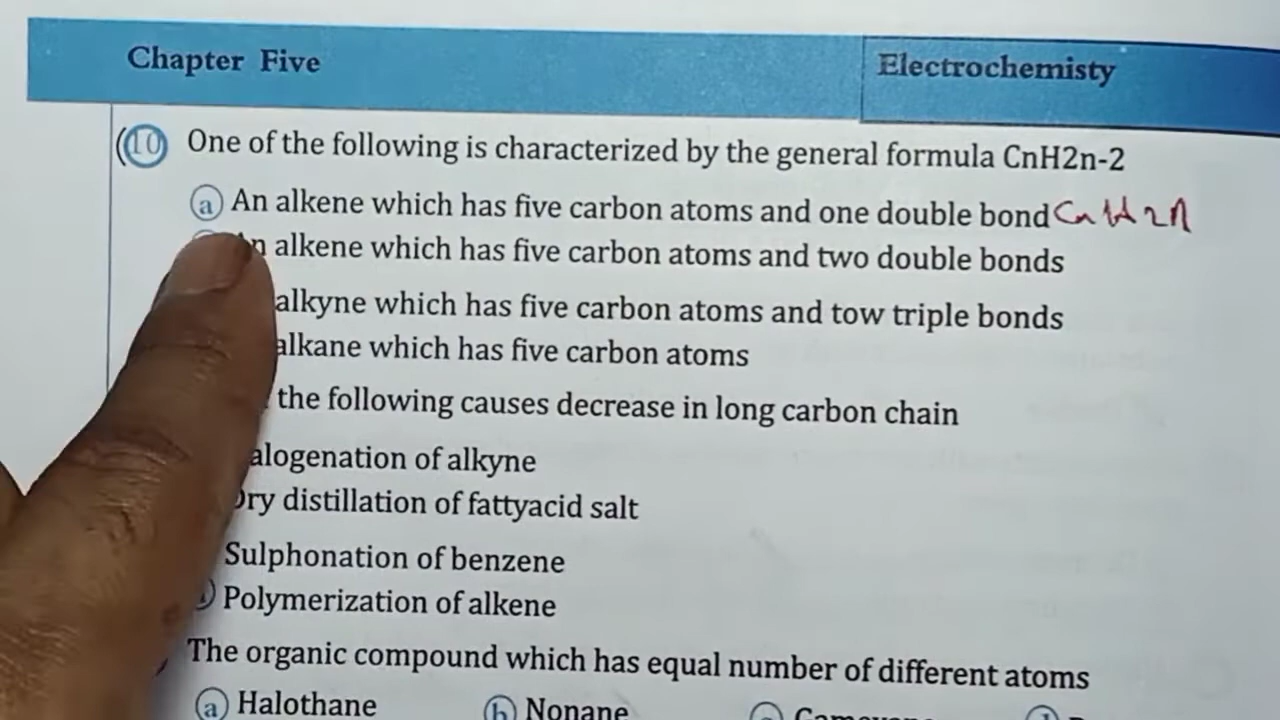 Chapter Five
Electrochemisty
10 One of the following is characterized by the general formula CnH2n-2
a An alkene which has five carbon atoms and one double bond CnH2n
alkene which has five carbon atoms and two double bonds
alkyne which has five carbon atoms and tow triple bonds
alkane which has five carbon atoms
the following causes decrease in long carbon chain
alogenation of alkyne
Dry distillation of fattyacid salt
Sulphonation of benzene
Polymerization of alkene
The organic compound which has equal number of different atoms
a Halothane
b Nonane